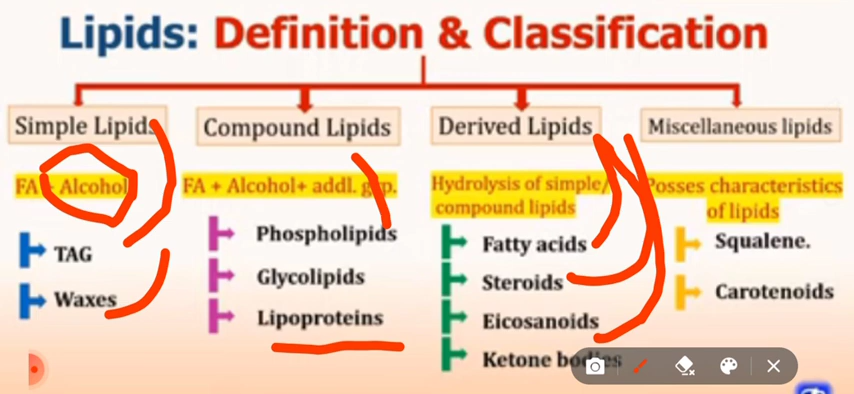 Lipids: Definition & Classification
Simple Lipids
Compound Lipids
Derived Lipids
Miscellaneous lipids
FA + Alcohol
FA + Alcohol+ addl. grp.
Hydrolysis of simple/
compound lipids
Posses characteristics
of lipids
TAG
Waxes
Phospholipids
Glycolipids
Lipoproteins
Fatty acids
Steroids
Eicosanoids
Ketone bodies
Squalene.
Carotenoids